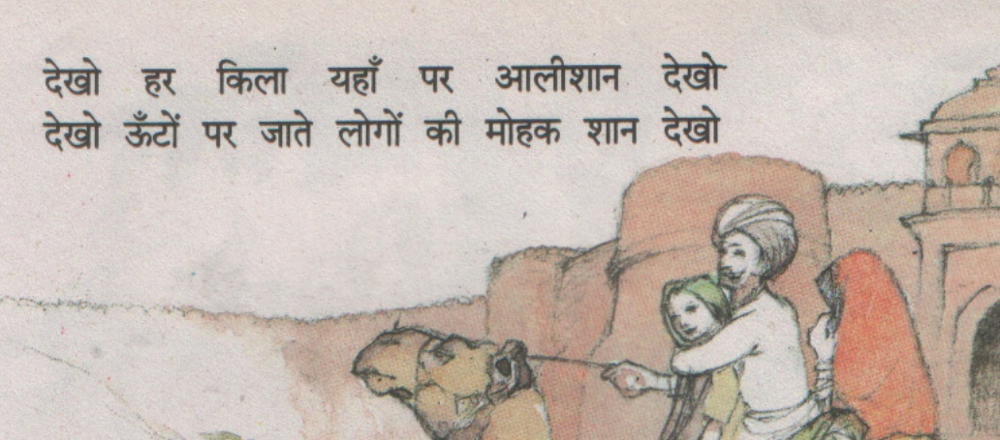 देखो हर किला यहाँ पर आलीशान देखो
देखो ऊँटों पर जाते लोगों की मोहक शान देखो